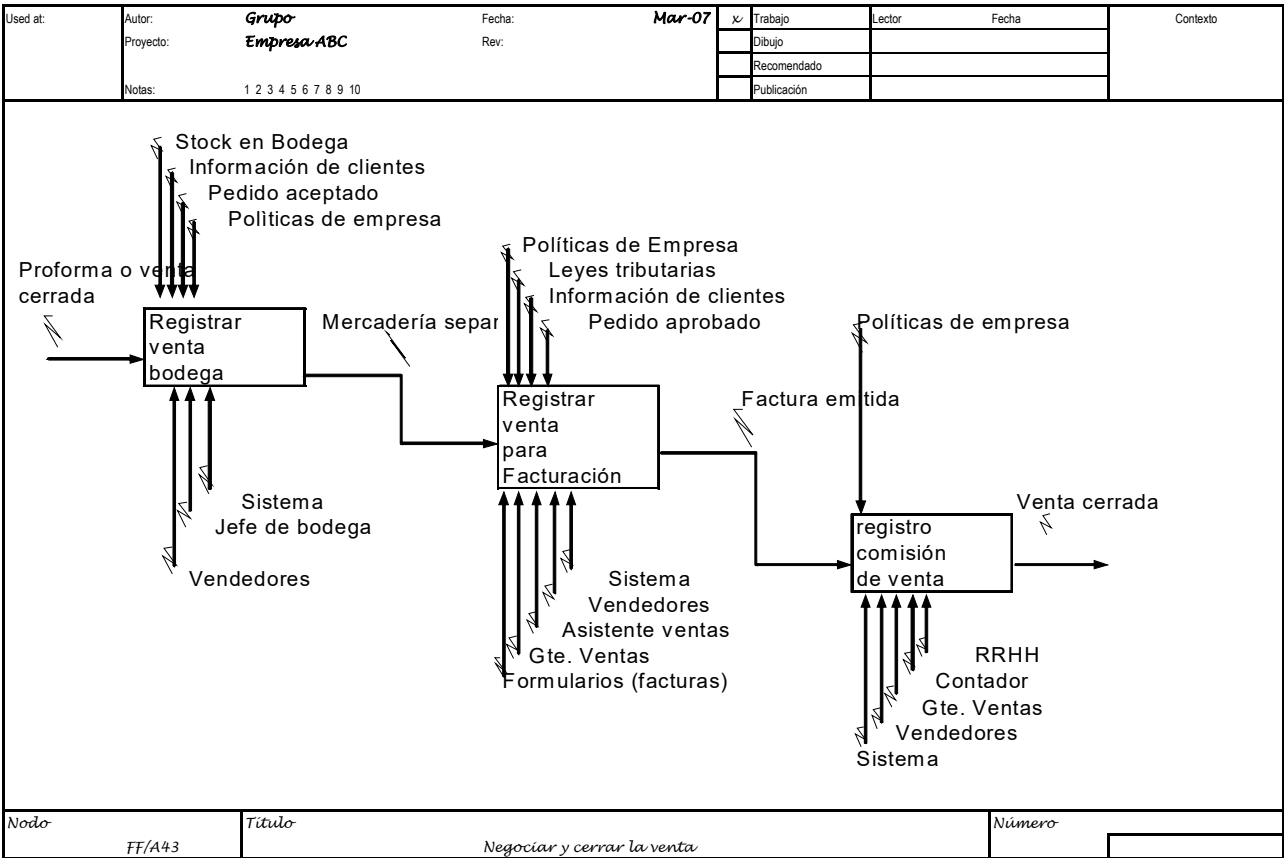 Used at:
Autor: Grupo
Fecha: Mar-07
x Trabajo
Lector Fecha
Contexto
Proyecto: Empresa ABC
Rev:
Dibujo
Recomendado
Notas: 1 2 3 4 5 6 7 8 9 10
Publicación
Stock en Bodega
Información de clientes
Pedido aceptado
Polìticas de empresa
Proforma o venta
cerrada
Registrar
venta
bodega
Sistema
Jefe de bodega
Vendedores
Mercadería separ
Políticas de Empresa
Leyes tributarias
Información de clientes
Pedido aprobado
Registrar
venta
para
Facturación
Sistema
Vendedores
Asistente ventas
Gte. Ventas
Formularios (facturas)
Factura emitida
Políticas de empresa
registro
comisión
de venta
Venta cerrada
RRHH
Contador
Gte. Ventas
Vendedores
Sistema
Nodo
FF/A43
Título
Negociar y cerrar la venta
Número